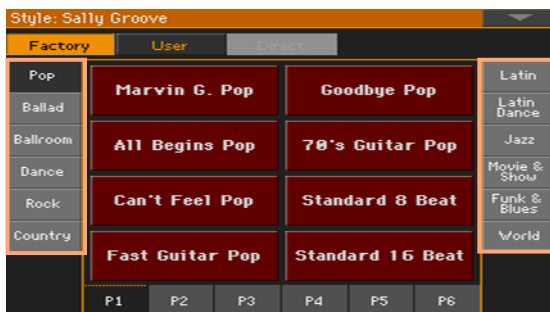 Style: Sally Groove
Factory
User
Direct
Pop
Ballad
Ballroom
Dance
Rock
Country
Marvin G. Pop
Goodbye Pop
All Begins Pop
70's Guitar Pop
Can't Feel Pop
Standard 8 Beat
Fast Guitar Pop
Standard 16 Beat
Latin
Latin
Dance
Jazz
Movie &
Show
Funk &
Blues
World
P1
P2
P3
P4
P5
P6